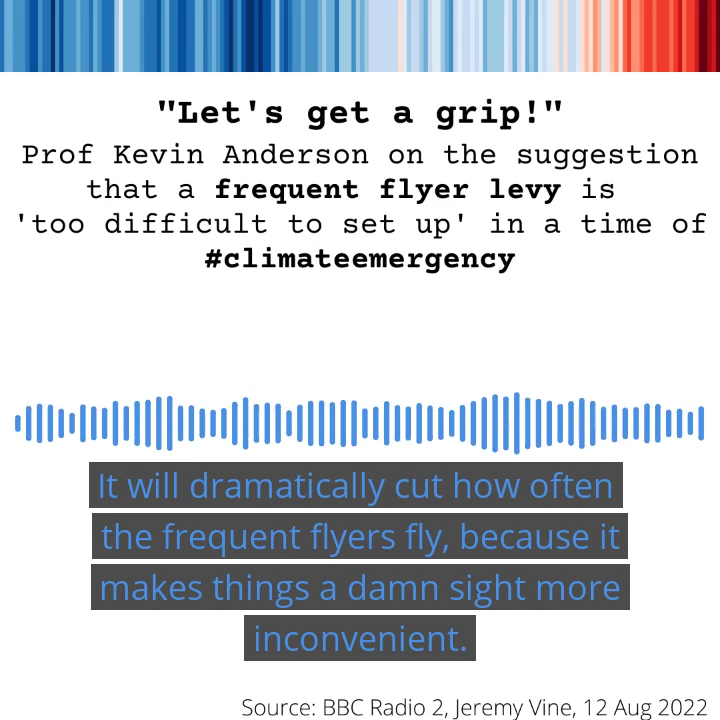 "Let's get a grip!"
Prof Kevin Anderson on the suggestion
that a frequent flyer levy is
'too difficult to set up' in a time of
#climateemergency
It will dramatically cut how often
the frequent flyers fly, because it
makes things a damn sight more
inconvenient.
Source: BBC Radio 2, Jeremy Vine, 12 Aug 2022